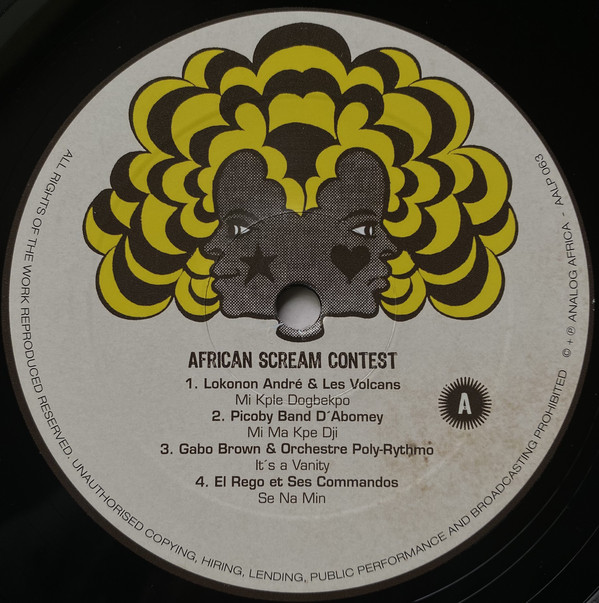 AFRICAN SCREAM CONTEST
1. Lokonon André & Les Volcans
Mi Kple Dogbekpo
2. Picoby Band D´Abomey
Mi Ma Kpe Dji
3. Gabo Brown & Orchestre Poly-Rythmo
It´s a Vanity
4. El Rego et Ses Commandos
Se Na Min
A
ALL RIGHTS OF THE WORK REPRODUCED RESERVED. UNAUTHORISED COPYING, HIRING, LENDING, PUBLIC PERFORMANCE AND BROADCASTING PROHIBITED © + ℗ ANALOG AFRICA - AALP 063